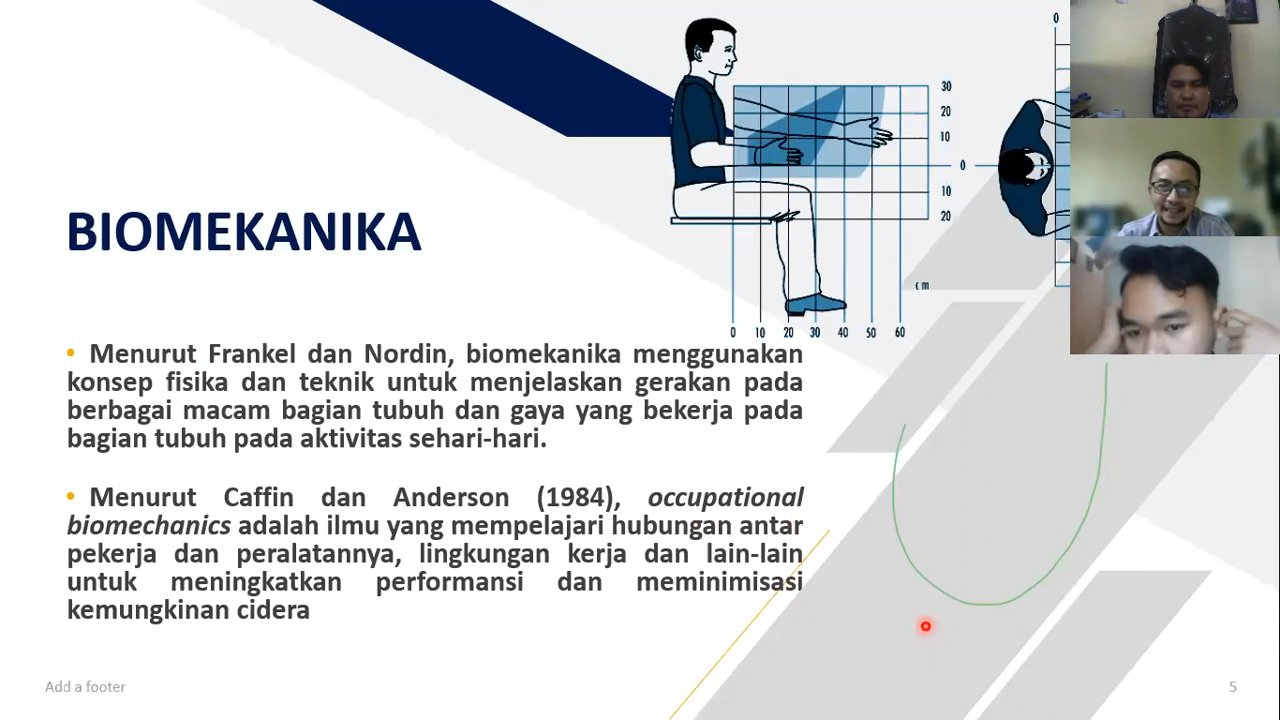 30
20
10
0
10
20
cm
0 10 20 30 40 50 60
0
BIOMEKANIKA
• Menurut Frankel dan Nordin, biomekanika menggunakan
konsep fisika dan teknik untuk menjelaskan gerakan pada
berbagai macam bagian tubuh dan gaya yang bekerja pada
bagian tubuh pada aktivitas sehari-hari.
• Menurut Caffin dan Anderson (1984), occupational
biomechanics adalah ilmu yang mempelajari hubungan antar
pekerja dan peralatannya, lingkungan kerja dan lain-lain
untuk meningkatkan performansi dan meminimisasi
kemungkinan cidera
Add a footer
5